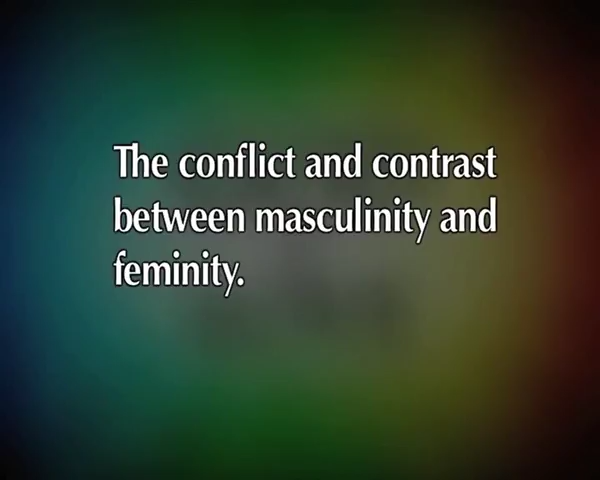 The conflict and contrast
between masculinity and
feminity.